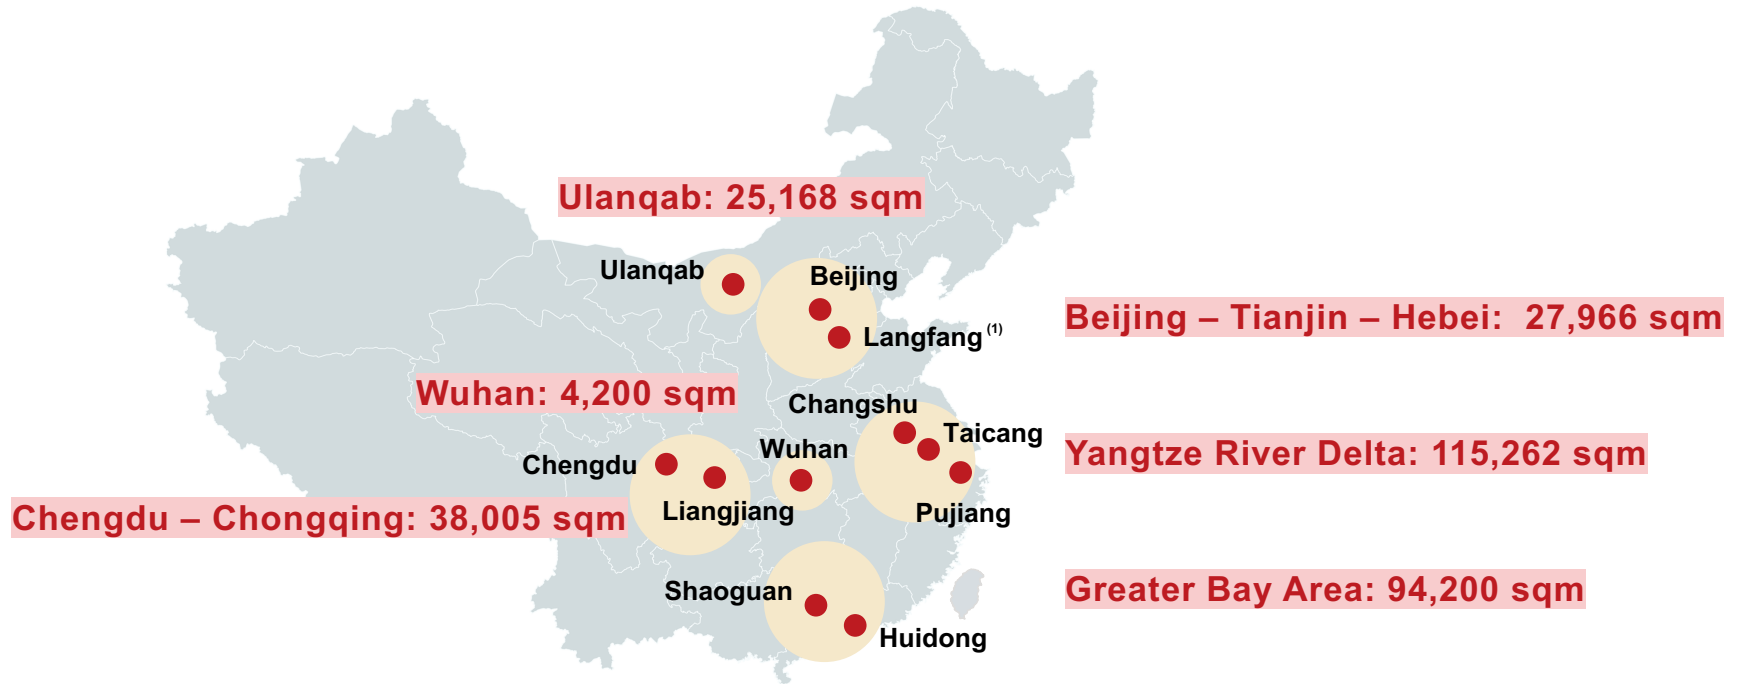 Ulanqab: 25,168 sqm
Ulanqab
Beijing
Langfang (1)
Beijing – Tianjin – Hebei: 27,966 sqm
Wuhan: 4,200 sqm
Changshu
Taicang
Wuhan
Yangtze River Delta: 115,262 sqm
Chengdu
Liangjiang
Pujiang
Chengdu – Chongqing: 38,005 sqm
Shaoguan
Greater Bay Area: 94,200 sqm
Huidong